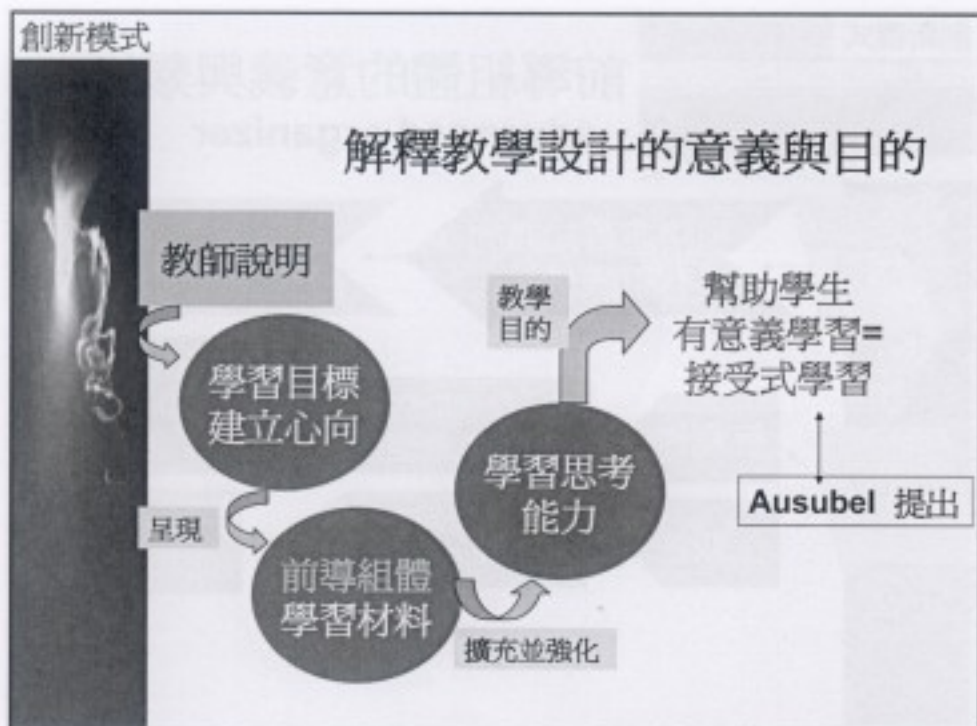 創新模式
解釋教學設計的意義與目的
教師說明
學習目標
建立心向
呈現
前導組體
學習材料
擴充並強化
學習思考
能力
教學
目的
幫助學生
有意義學習=
接受式學習
Ausubel 提出